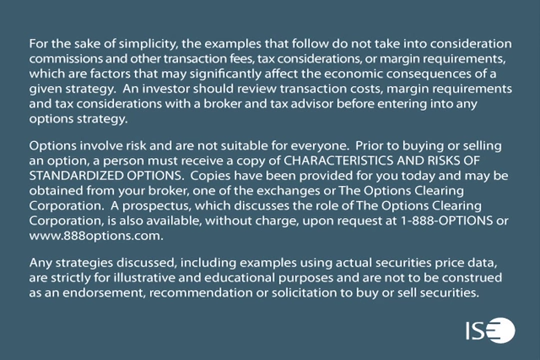 For the sake of simplicity, the examples that follow do not take into consideration
commissions and other transaction fees, tax considerations, or margin requirements,
which are factors that may significantly affect the economic consequences of a
given strategy.  An investor should review transaction costs, margin requirements
and tax considerations with a broker and tax advisor before entering into any
options strategy.
Options involve risk and are not suitable for everyone.  Prior to buying or selling
an option, a person must receive a copy of CHARACTERISTICS AND RISKS OF
STANDARDIZED OPTIONS.  Copies have been provided for you today and may be
obtained from your broker, one of the exchanges or The Options Clearing
Corporation.  A prospectus, which discusses the role of The Options Clearing
Corporation, is also available, without charge, upon request at 1-888-OPTIONS or
www.888options.com.
Any strategies discussed, including examples using actual securities price data,
are strictly for illustrative and educational purposes and are not to be construed
as an endorsement, recommendation or solicitation to buy or sell securities.
ISE